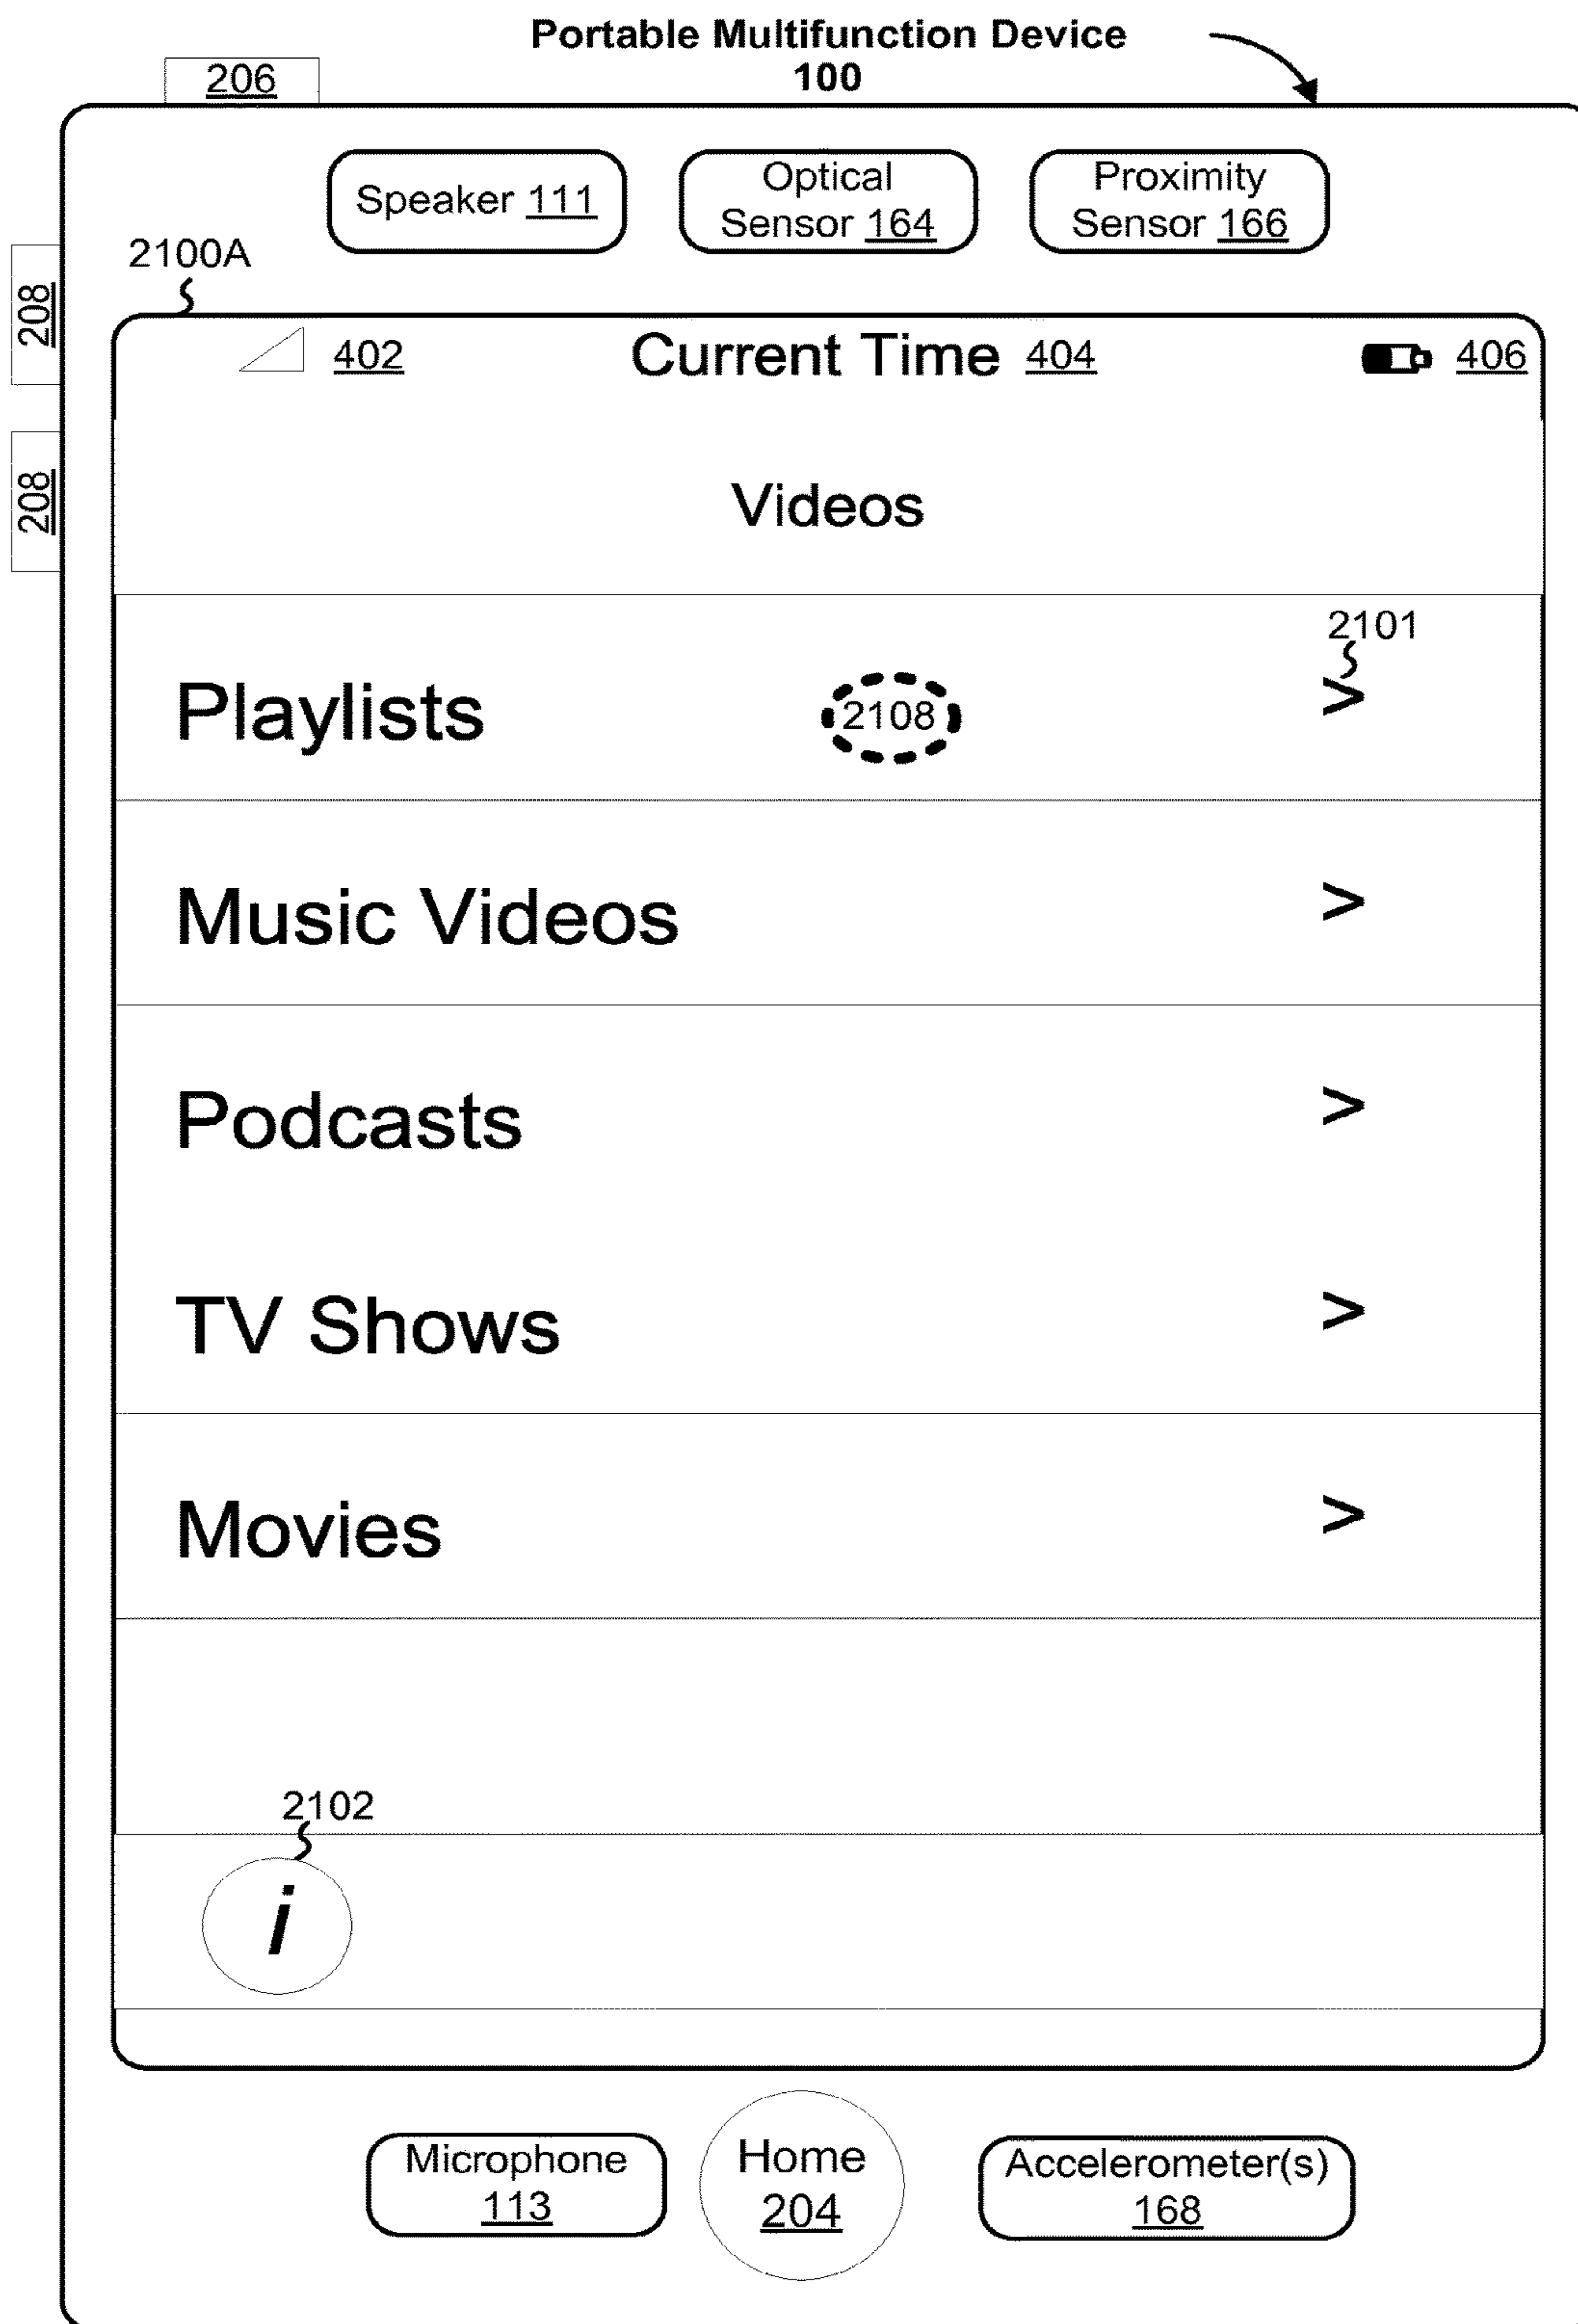 Portable Multifunction Device
100
206
Speaker 111
Optical
Sensor 164
Proximity
Sensor 166
2100A
208
208
402
Current Time 404
406
Videos
2101
Playlists
2108
>
Music Videos
>
Podcasts
>
TV Shows
>
Movies
>
2102
i
Microphone
113
Home
204
Accelerometer(s)
168